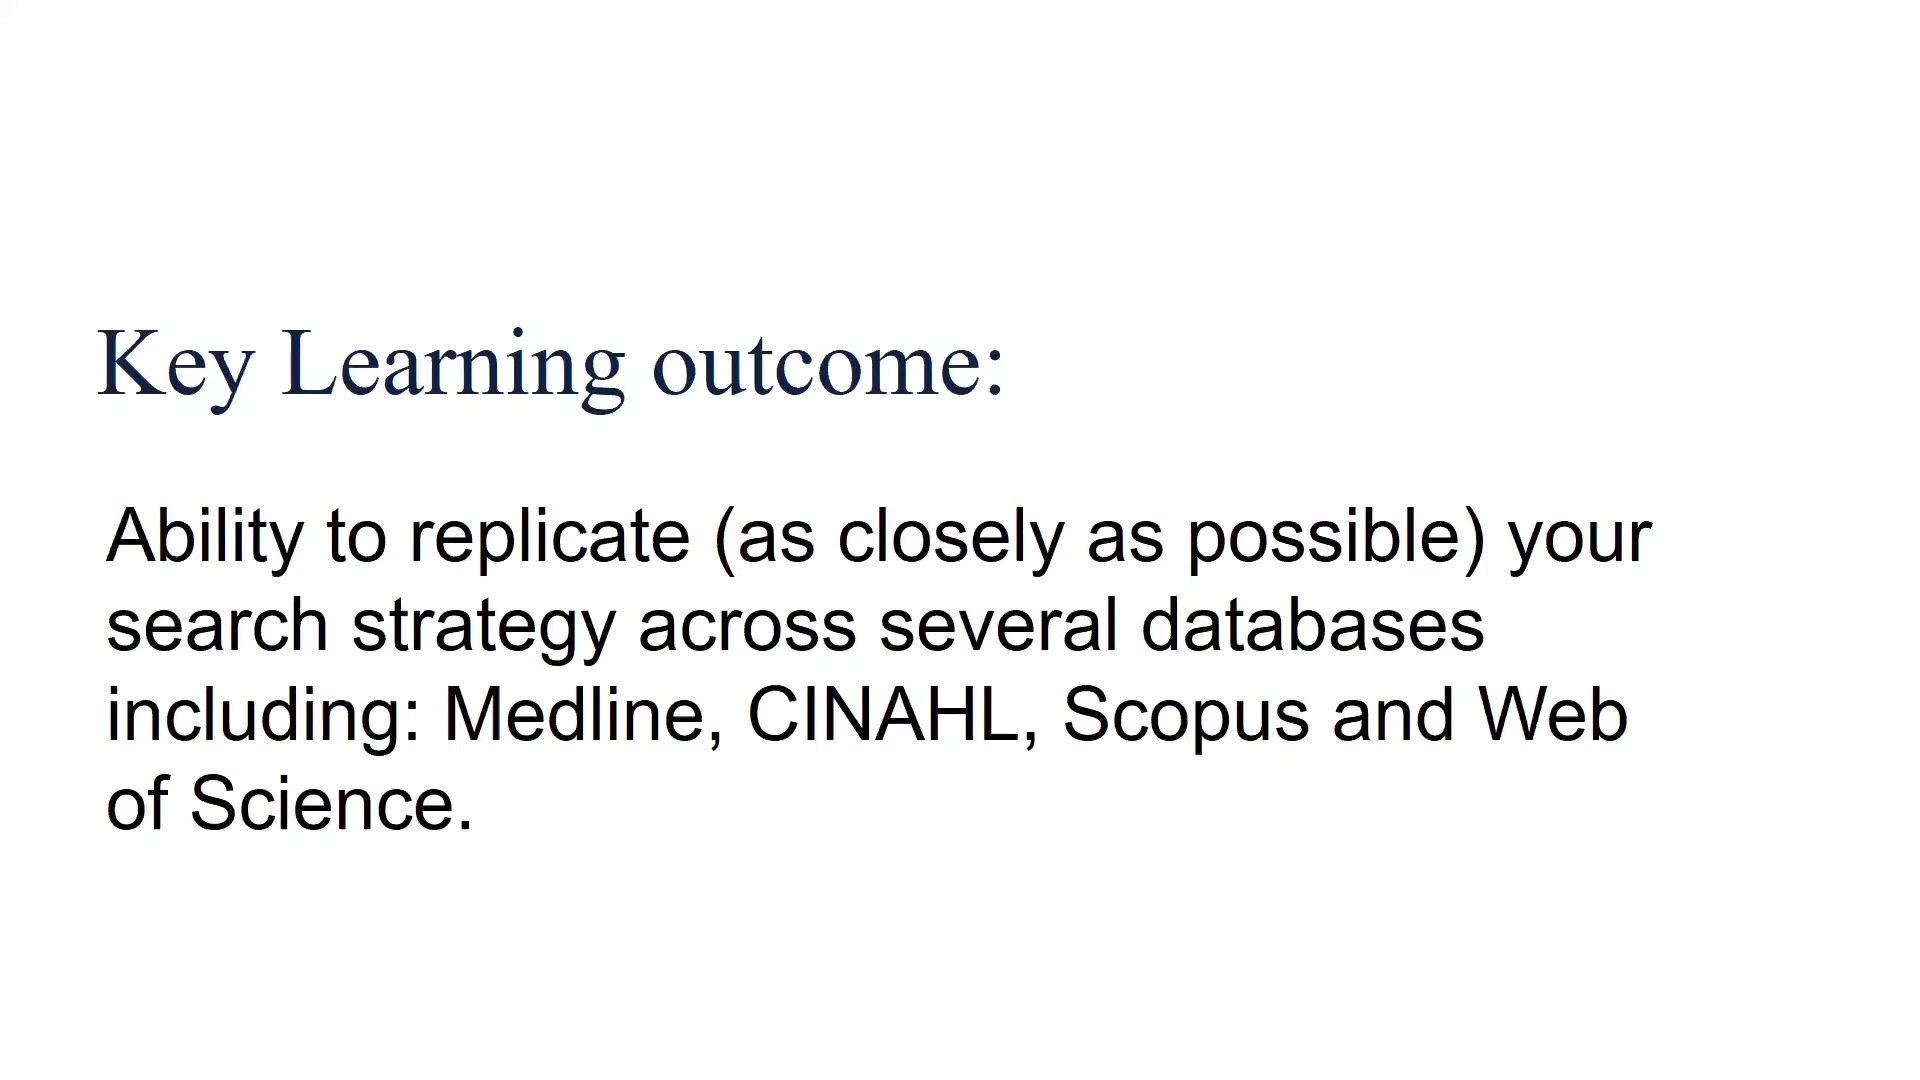 Key Learning outcome:
Ability to replicate (as closely as possible) your
search strategy across several databases
including: Medline, CINAHL, Scopus and Web
of Science.